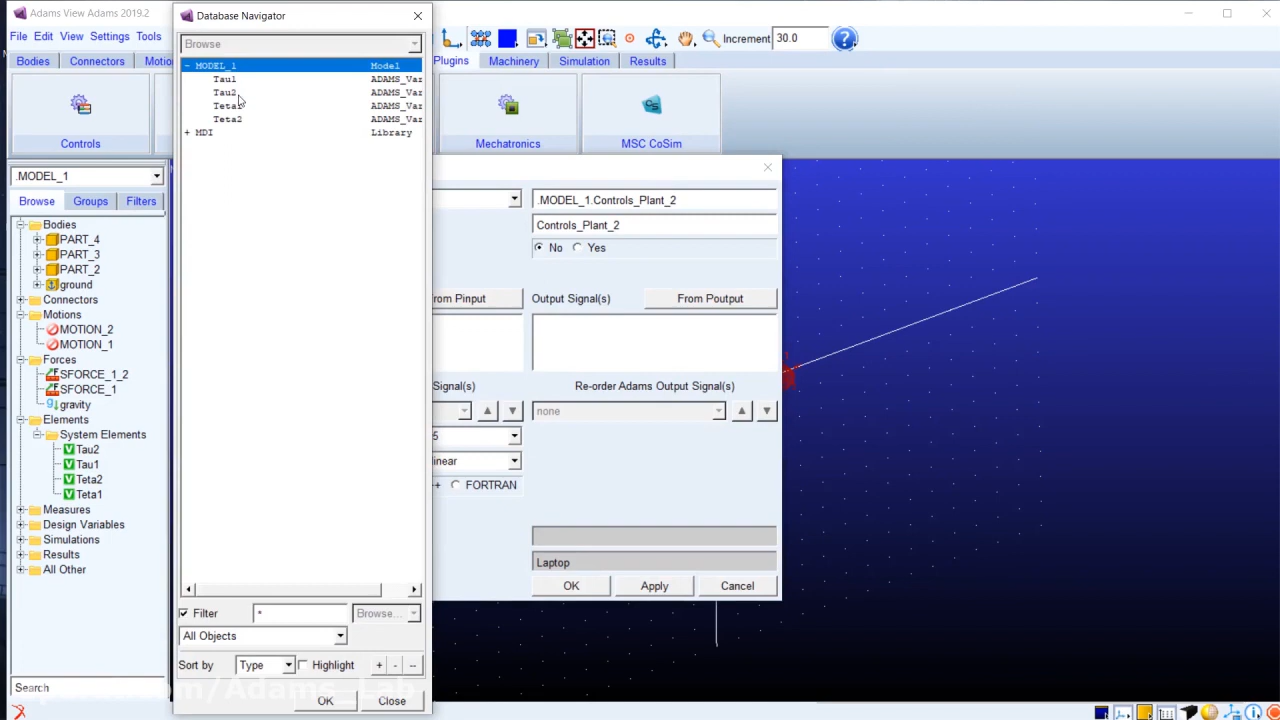 Adams View Adams 2019.2
Database Navigator
File Edit View Settings Tools
Browse
Increment 30.0
Bodies Connectors Motio
Plugins Machinery Simulation Results
- MODEL_1 Model
Tau1 ADAMS_Var
Tau2 ADAMS_Var
Teta1 ADAMS_Var
Teta2 ADAMS_Var
+ MDI Library
Controls
Mechatronics
MSC CoSim
.MODEL_1
Browse Groups Filters
Bodies
PART_4
PART_3
PART_2
ground
Connectors
Motions
MOTION_2
MOTION_1
Forces
SFORCE_1_2
SFORCE_1
gravity
Elements
System Elements
Tau2
Tau1
Teta2
Teta1
Measures
Design Variables
Simulations
Results
All Other
Search
.MODEL_1.Controls_Plant_2
Controls_Plant_2
No Yes
rom Pinput
Output Signal(s)
From Poutput
Signal(s)
Re-order Adams Output Signal(s)
none
5
inear
++ FORTRAN
Laptop
OK Apply Cancel
Filter * Browse...
All Objects
Sort by Type Highlight + - --
OK Close
.com/Adams_Lab